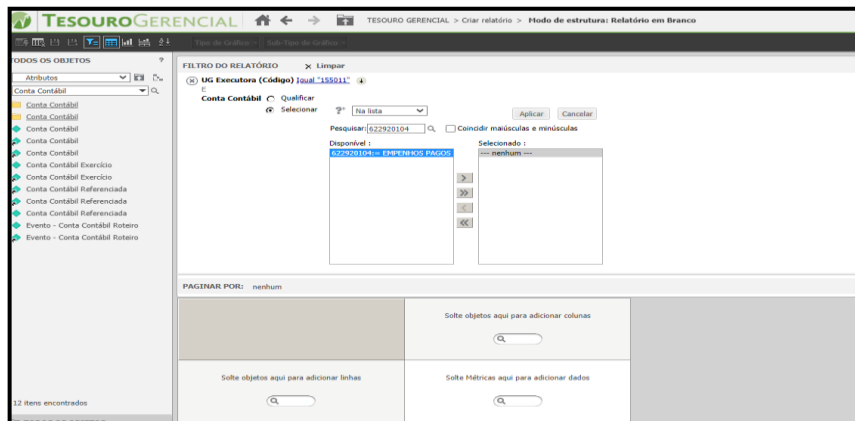 TESOUROGERENCIAL
TESOURO GERENCIAL > Criar relatório > Modo de estrutura: Relatório em Branco
Tipo de Gráfico
Sub-Tipo de Gráfico
TODOS OS OBJETOS ?
Atributos
Conta Contábil
Conta Contábil
Conta Contábil
Conta Contábil
Conta Contábil
Conta Contábil
Conta Contábil Exercício
Conta Contábil Exercício
Conta Contábil Referenciada
Conta Contábil Referenciada
Conta Contábil Referenciada
Evento - Conta Contábil Roteiro
Evento - Conta Contábil Roteiro
12 itens encontrados
FILTRO DO RELATÓRIO x Limpar
UG Executora (Código) Igual "155011"
E
Conta Contábil Qualificar
Selecionar ? Na lista Aplicar Cancelar
Pesquisar: 622920104 Coincidir maiúsculas e minúsculas
Disponível : Selecionado :
622920104:= EMPENHOS PAGOS --- nenhum ---
>
>>
<
<<
PAGINAR POR: nenhum
Solte objetos aqui para adicionar colunas
Solte objetos aqui para adicionar linhas
Solte Métricas aqui para adicionar dados